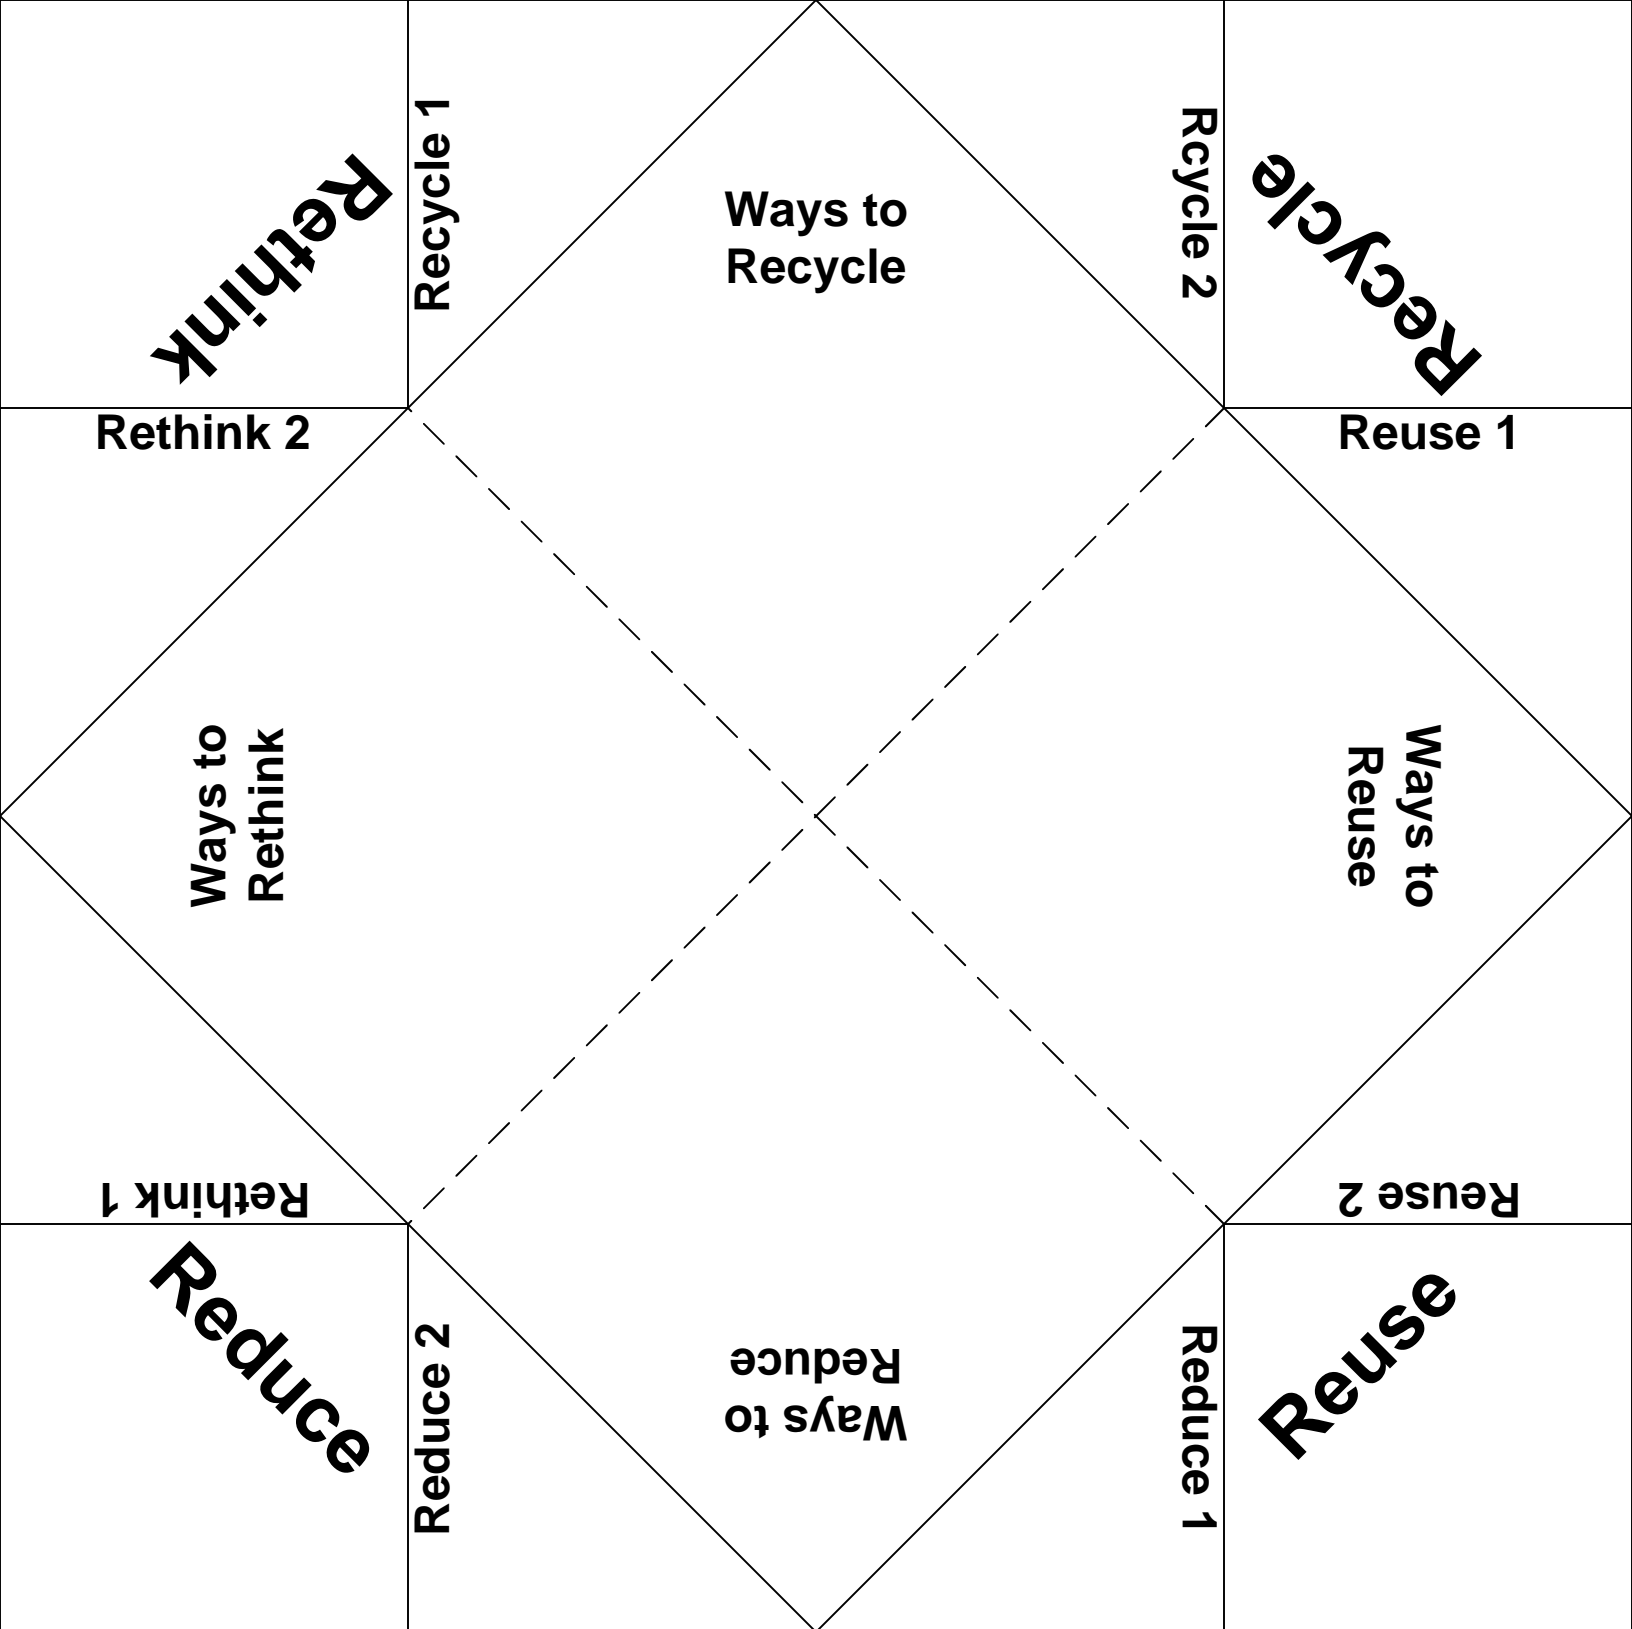 Rethink
Recycle 1
Ways to
Recycle
Rcycle 2
Recycle
Rethink 2
Reuse 1
Ways to
Rethink
Ways to
Reuse
Rethink 1
Reuse 2
Reduce
Reduce 2
Ways to
Reduce
Reduce 1
Reuse